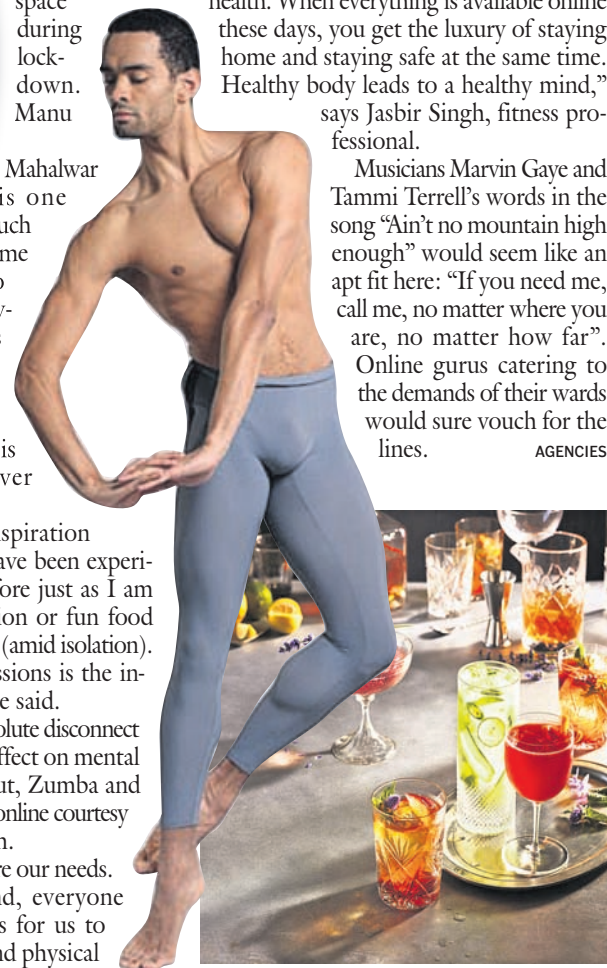 space
during
lock-
down.
Manu
Mahalwar
is one
uch
me
is
ver
spiration
ave been experi-
fore just as I am
ion or fun food
(amid isolation).
ssions is the in-
e said.
olute disconnect
ffect on mental
ut, Zumba and
online courtesy
n.
re our needs.
nd, everyone
s for us to
nd physical
health. When everything is available online
these days, you get the luxury of staying
home and staying safe at the same time.
Healthy body leads to a healthy mind,”
says Jasbir Singh, fitness pro-
fessional.
Musicians Marvin Gaye and
Tammi Terrell’s words in the
song “Ain’t no mountain high
enough” would seem like an
apt fit here: “If you need me,
call me, no matter where you
are, no matter how far”.
Online gurus catering to
the demands of their wards
would sure vouch for the
lines. AGENCIES